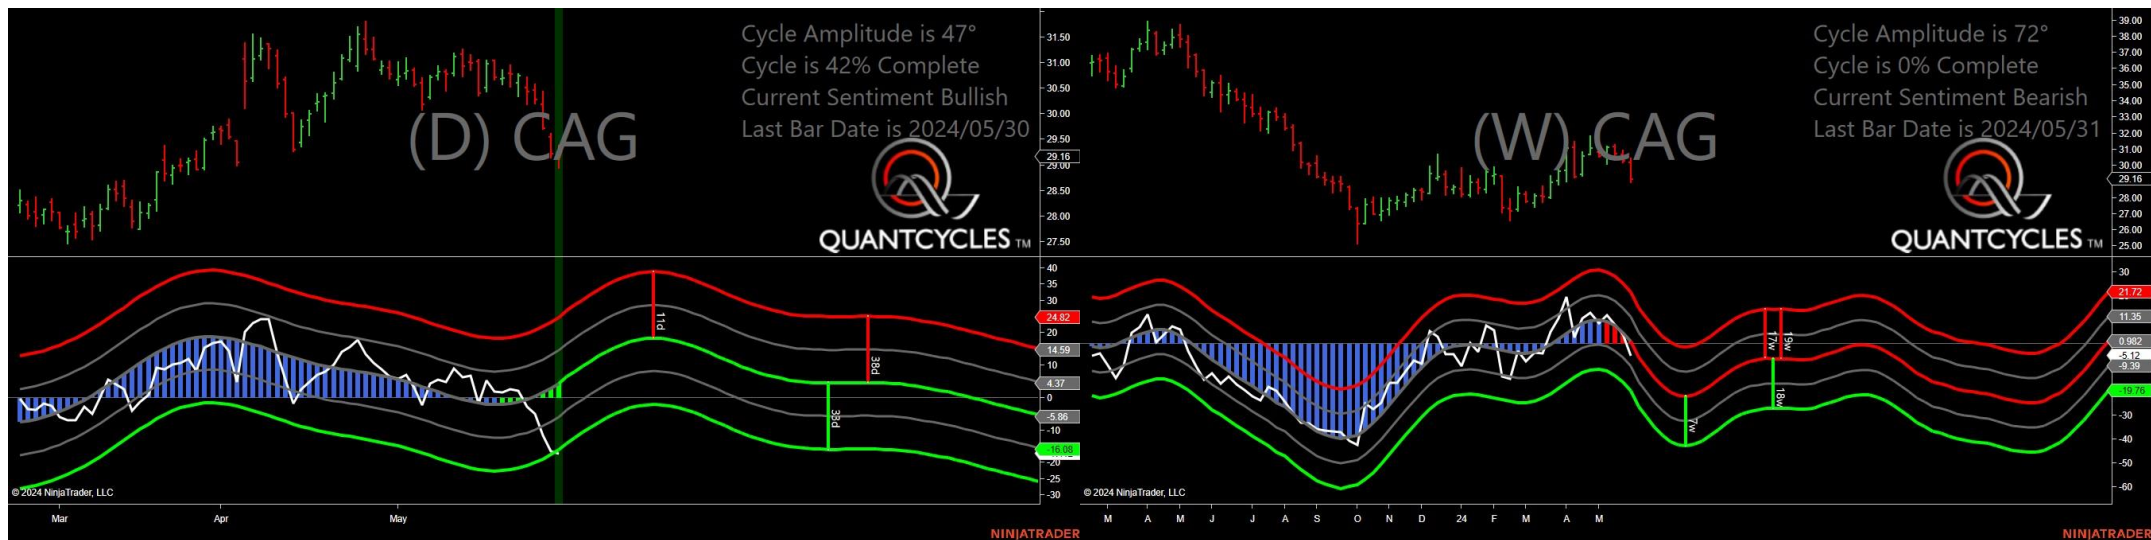 Cycle Amplitude is 47°
Cycle is 42% Complete
Current Sentiment Bullish
Last Bar Date is 2024/05/30
(D) CAG
QUANTCYCLES TM
31.50
31.00
30.50
30.00
29.50
29.16
29.00
28.50
28.00
27.50
40
35
30
24.82
20
14.59
10
4.37
0
-5.86
-10
-16.08
-20
-25
-30
11d
38d
33d
© 2024 NinjaTrader, LLC
Mar
Apr
May
NINJATRADER
Cycle Amplitude is 72°
Cycle is 0% Complete
Current Sentiment Bearish
Last Bar Date is 2024/05/31
(W) CAG
QUANTCYCLES TM
39.00
38.00
37.00
36.00
35.00
34.00
33.00
32.00
31.00
30.00
29.16
28.00
27.00
26.00
25.00
30
21.72
11.35
0.982
-5.12
-9.39
-19.76
-30
-40
-50
-60
17w
19w
18w
7w
© 2024 NinjaTrader, LLC
M A M J J A S O N D 24 F M A M
NINJATRADER